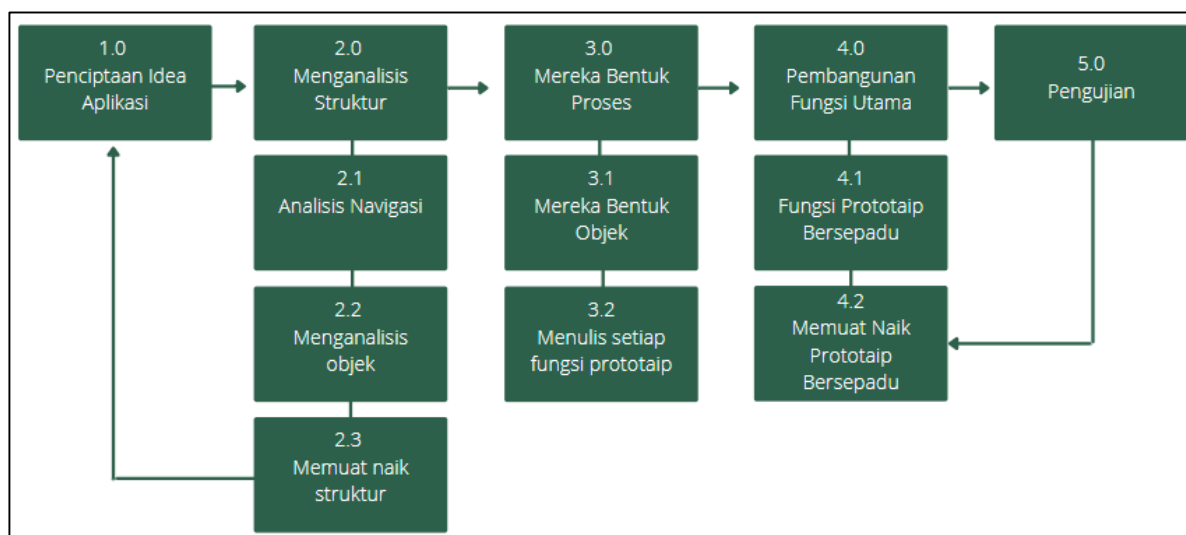 1.0
Penciptaan Idea
Aplikasi
2.0
Menganalisis
Struktur
3.0
Mereka Bentuk
Proses
4.0
Pembangunan
Fungsi Utama
5.0
Pengujian
2.1
Analisis Navigasi
3.1
Mereka Bentuk
Objek
4.1
Fungsi Prototaip
Bersepadu
2.2
Menganalisis
objek
3.2
Menulis setiap
fungsi prototaip
4.2
Memuat Naik
Prototaip
Bersepadu
2.3
Memuat naik
struktur